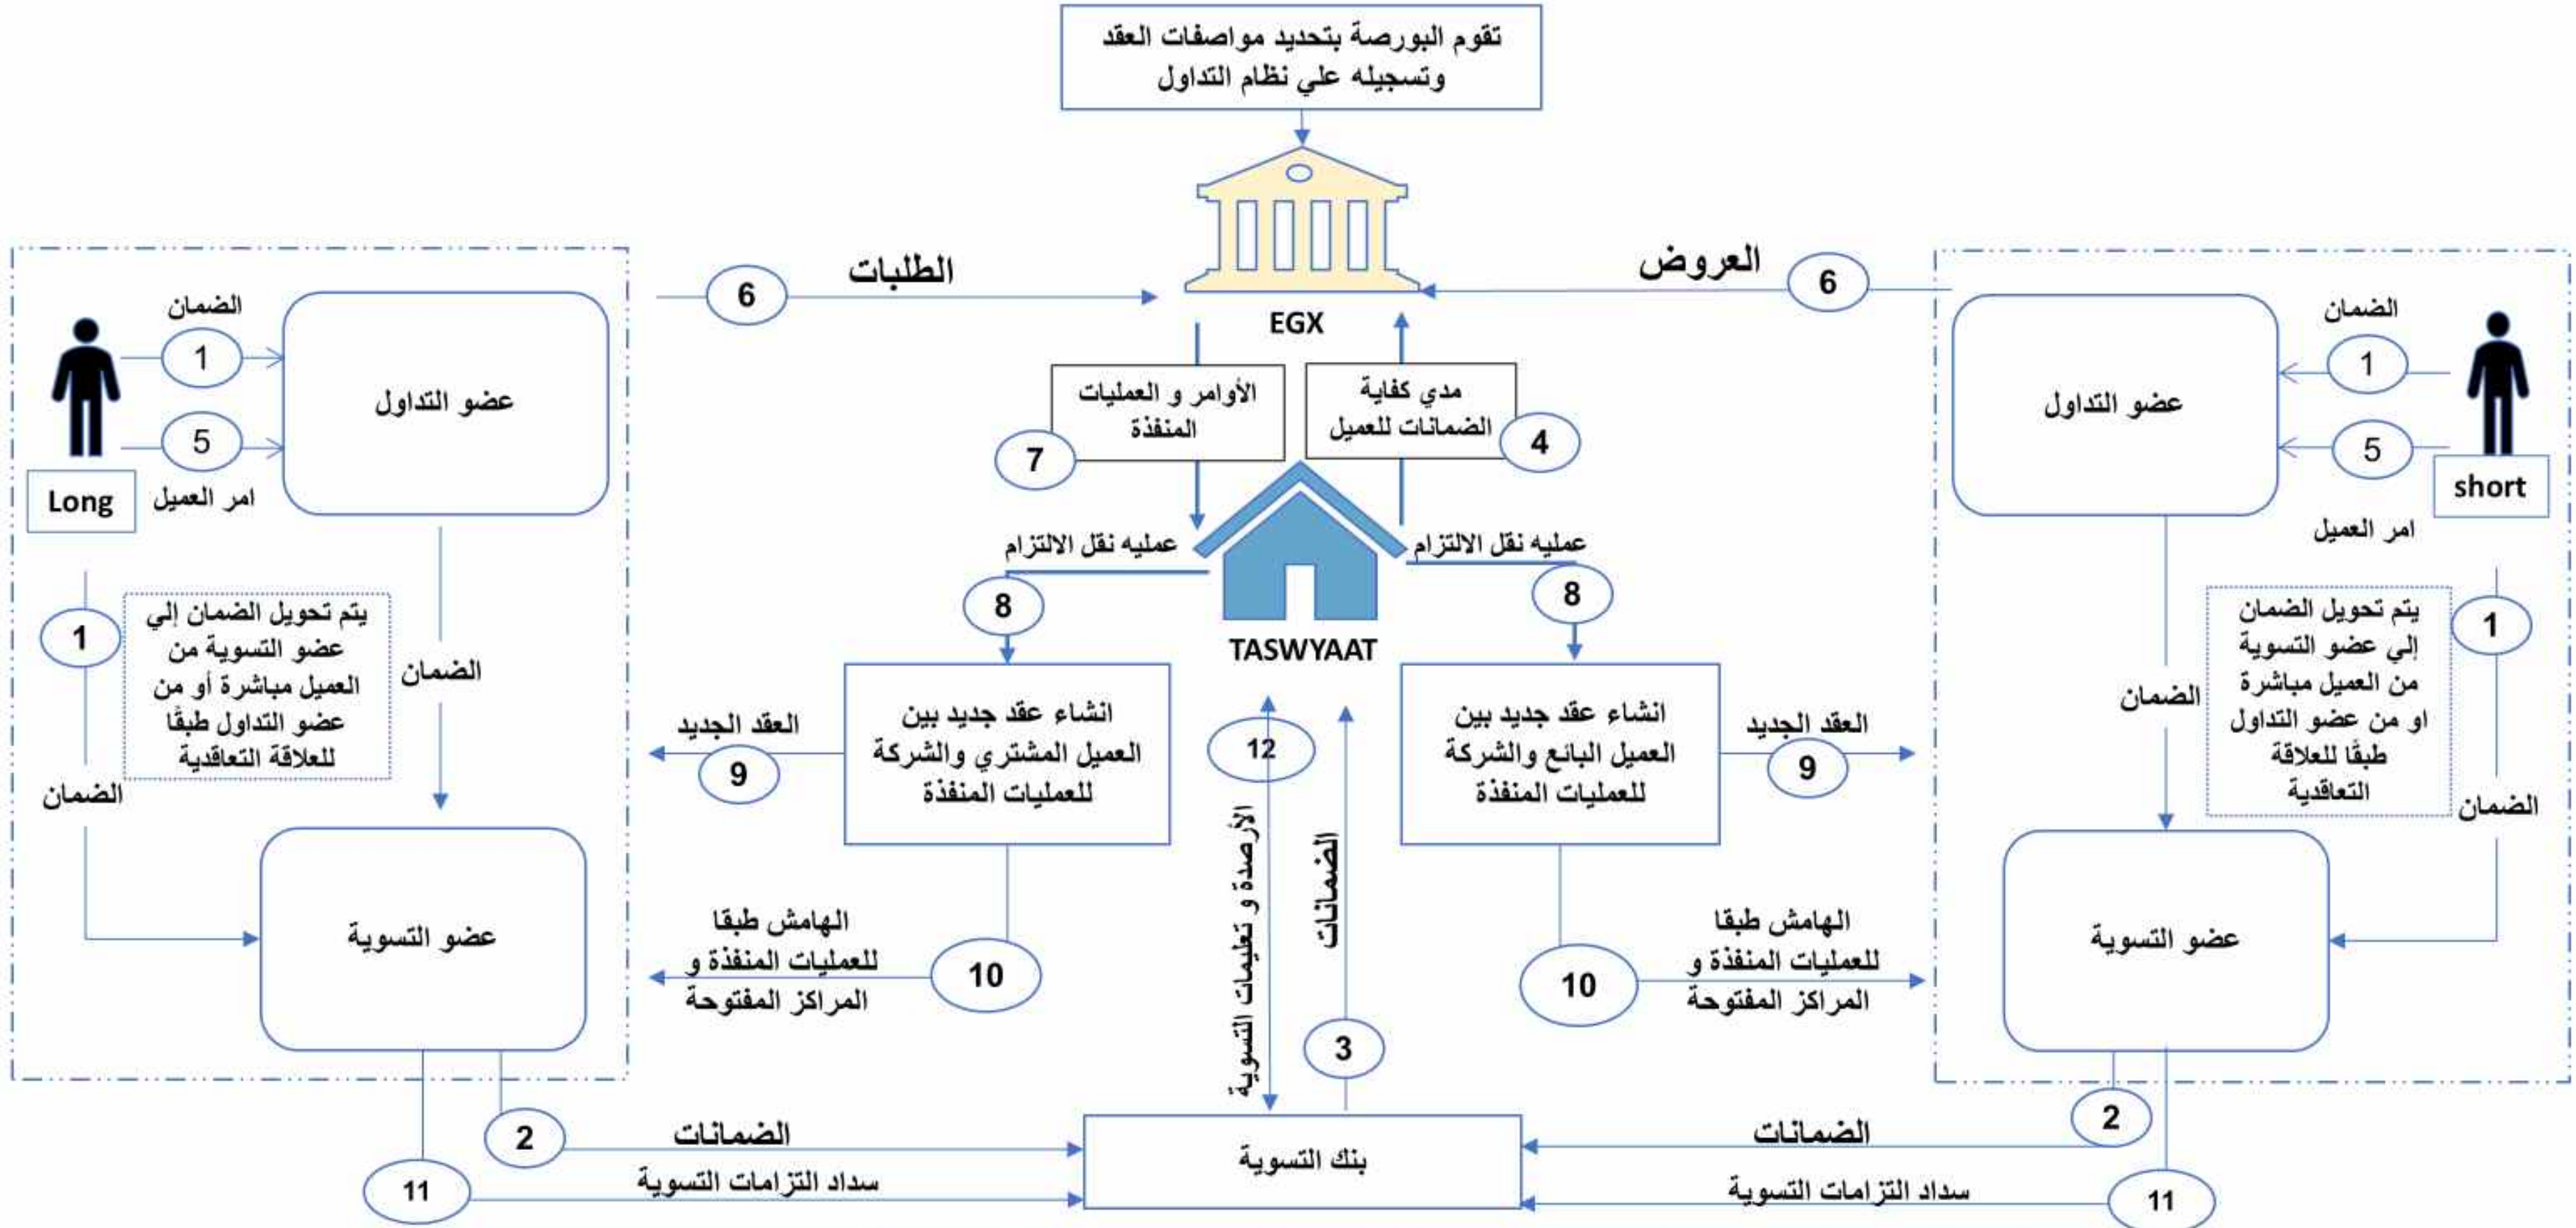 تقوم البورصة بتحديد مواصفات العقد
وتسجيله علي نظام التداول
EGX
العروض
6
الطلبات
6
الضمان
1
5
امر العميل
short
عضو التداول
الضمان
1
يتم تحويل الضمان
إلي عضو التسوية
من العميل مباشرة
او من عضو التداول
طبقًا للعلاقة
التعاقدية
الضمان
عضو التسوية
مدي كفاية
الضمانات للعميل
4
الأوامر و العمليات
المنفذة
7
TASWYAAT
عمليه نقل الالتزام
8
عمليه نقل الالتزام
8
انشاء عقد جديد بين
العميل البائع والشركة
للعمليات المنفذة
العقد الجديد
9
الهامش طبقا
للعمليات المنفذة و
المراكز المفتوحة
10
انشاء عقد جديد بين
العميل المشتري والشركة
للعمليات المنفذة
العقد الجديد
9
الهامش طبقا
للعمليات المنفذة و
المراكز المفتوحة
10
12
الأرصدة و تعليمات التسوية
الضمانات
3
الضمان
1
5
امر العميل
Long
عضو التداول
الضمان
1
يتم تحويل الضمان إلي
عضو التسوية من
العميل مباشرة أو من
عضو التداول طبقًا
للعلاقة التعاقدية
الضمان
عضو التسوية
2
الضمانات
11
سداد التزامات التسوية
بنك التسوية
2
الضمانات
11
سداد التزامات التسوية